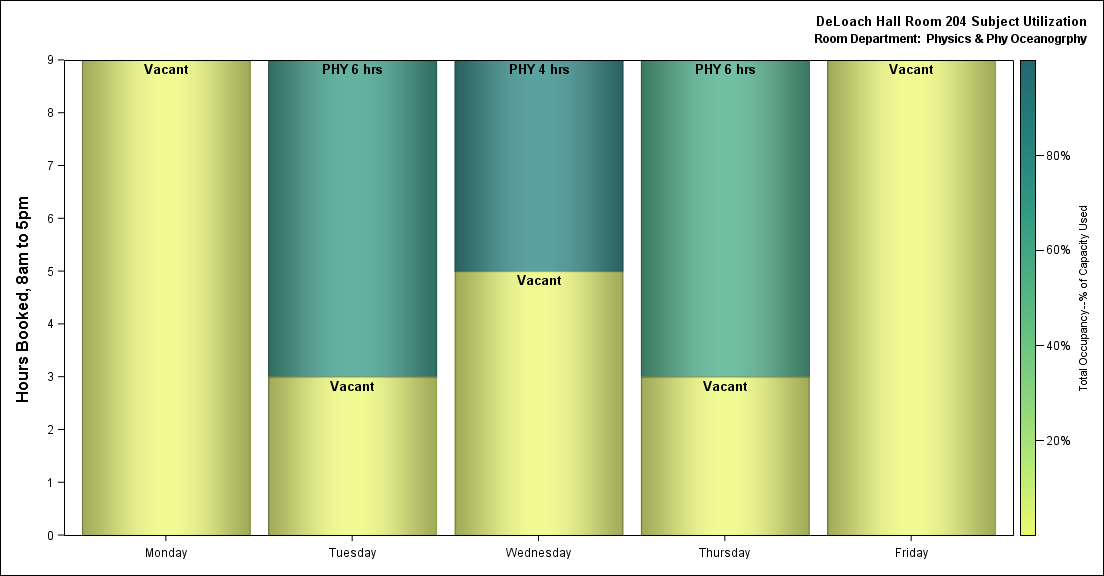 DeLoach Hall Room 204 Subject Utilization
Room Department: Physics & Phy Oceanogrphy
Hours Booked, 8am to 5pm
9
8
7
6
5
4
3
2
1
0
Vacant
PHY 6 hrs
PHY 4 hrs
PHY 6 hrs
Vacant
Vacant
Vacant
Vacant
Monday
Tuesday
Wednesday
Thursday
Friday
80%
60%
40%
20%
Total Occupancy--% of Capacity Used